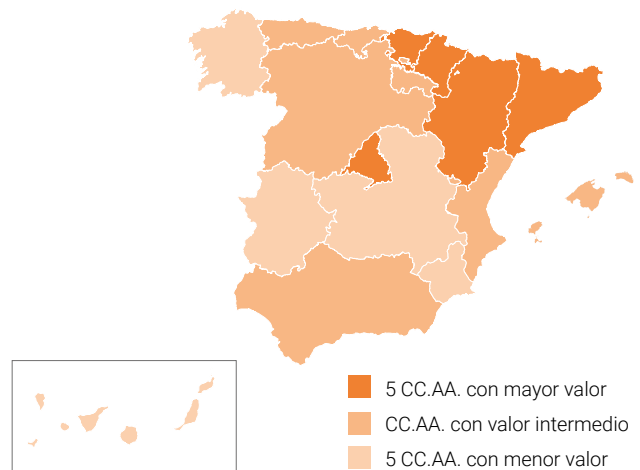 5 CC.AA. con mayor valor
CC.AA. con valor intermedio
5 CC.AA. con menor valor